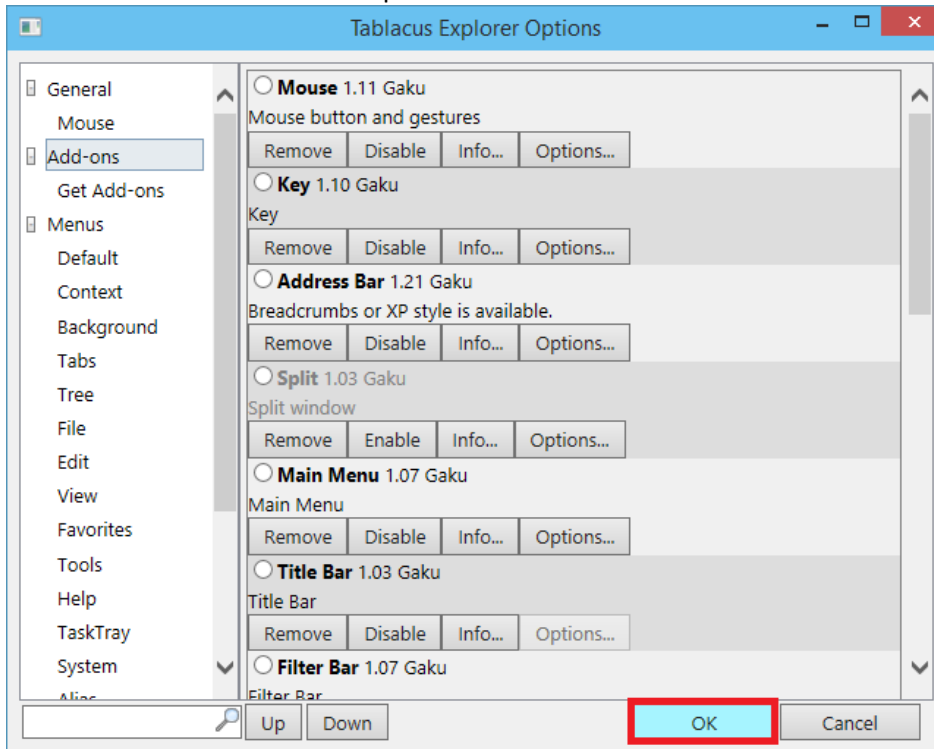 Tablacus Explorer Options
General
Mouse
Add-ons
Get Add-ons
Menus
Default
Context
Background
Tabs
Tree
File
Edit
View
Favorites
Tools
Help
TaskTray
System
Alias
Mouse 1.11 Gaku
Mouse button and gestures
Remove Disable Info... Options...
Key 1.10 Gaku
Key
Remove Disable Info... Options...
Address Bar 1.21 Gaku
Breadcrumbs or XP style is available.
Remove Disable Info... Options...
Split 1.03 Gaku
Split window
Remove Enable Info... Options...
Main Menu 1.07 Gaku
Main Menu
Remove Disable Info... Options...
Title Bar 1.03 Gaku
Title Bar
Remove Disable Info... Options...
Filter Bar 1.07 Gaku
Filter Bar
Up Down OK Cancel